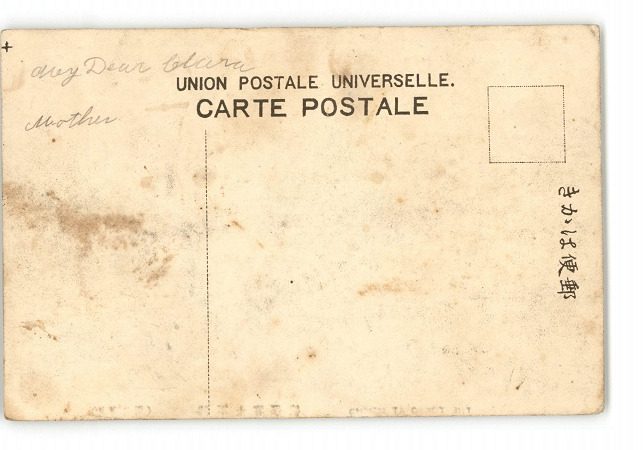 My Dear Clara
UNION POSTALE UNIVERSELLE.
CARTE POSTALE
Mother
きかは便郵